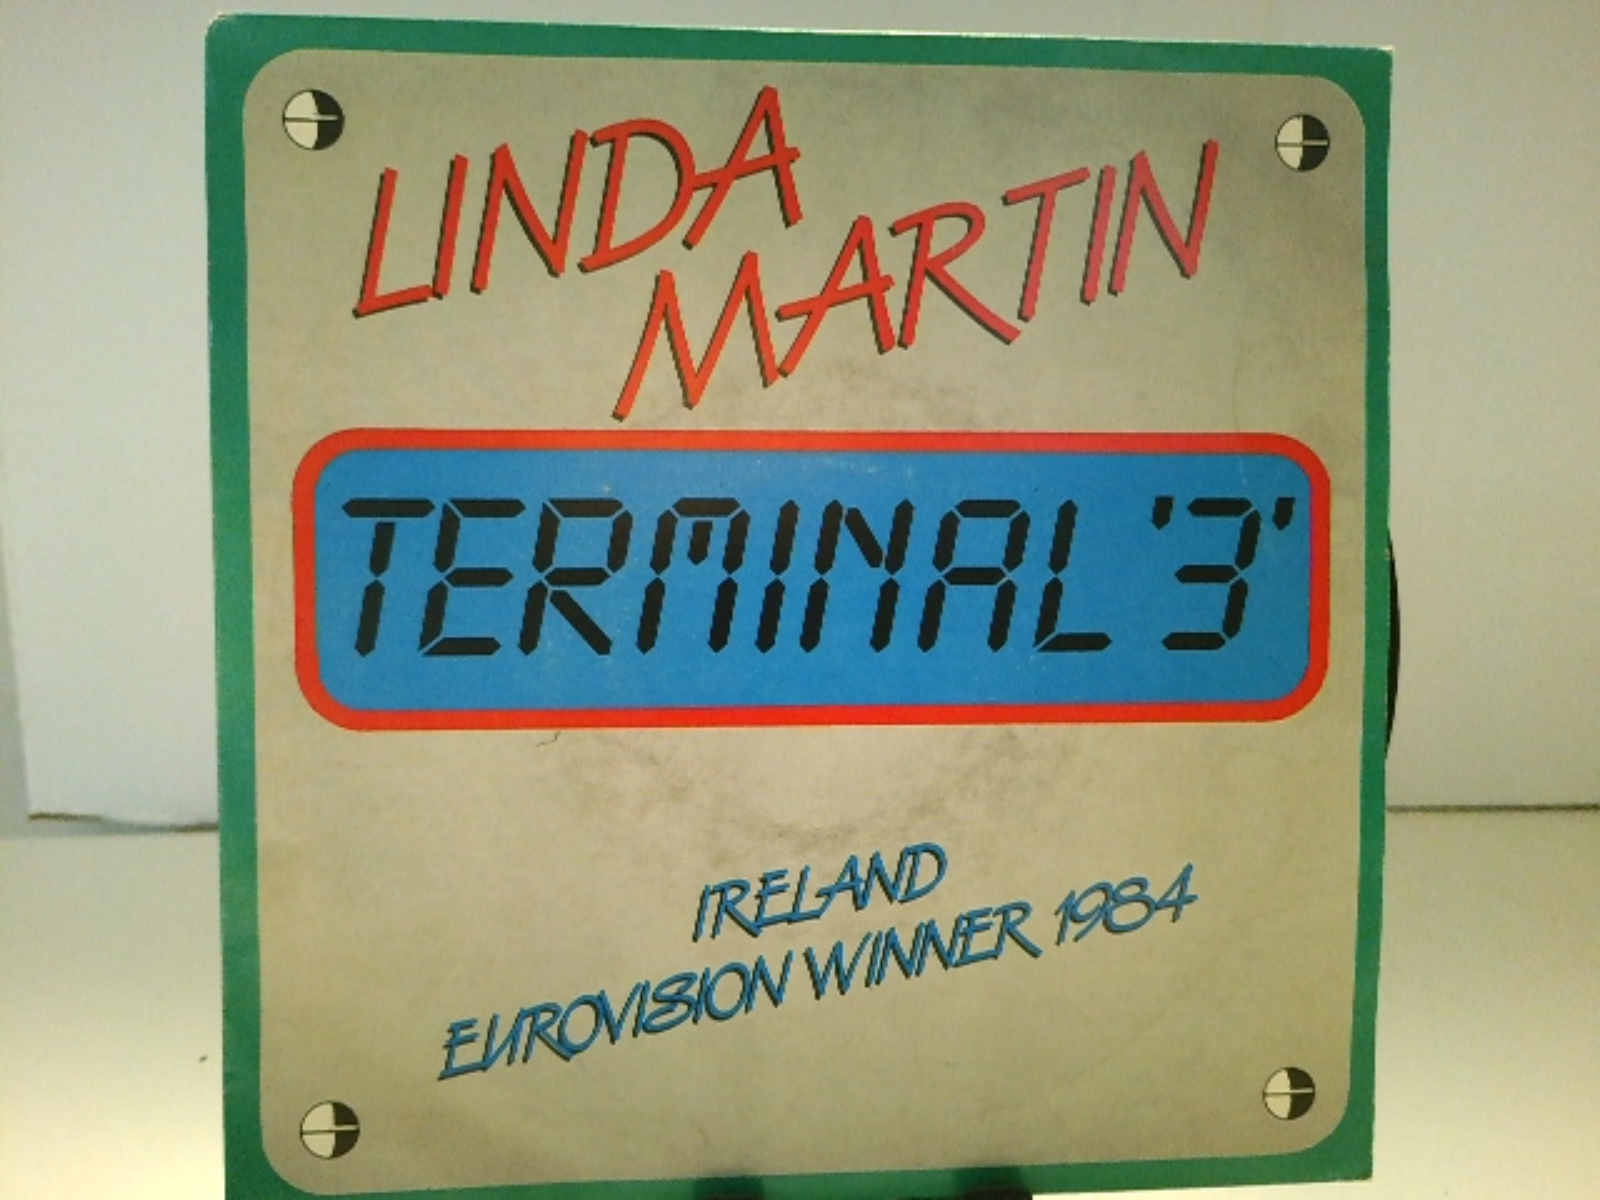 LINDA
MARTIN
TERMINAL '3'
IRELAND
EUROVISION WINNER 1984